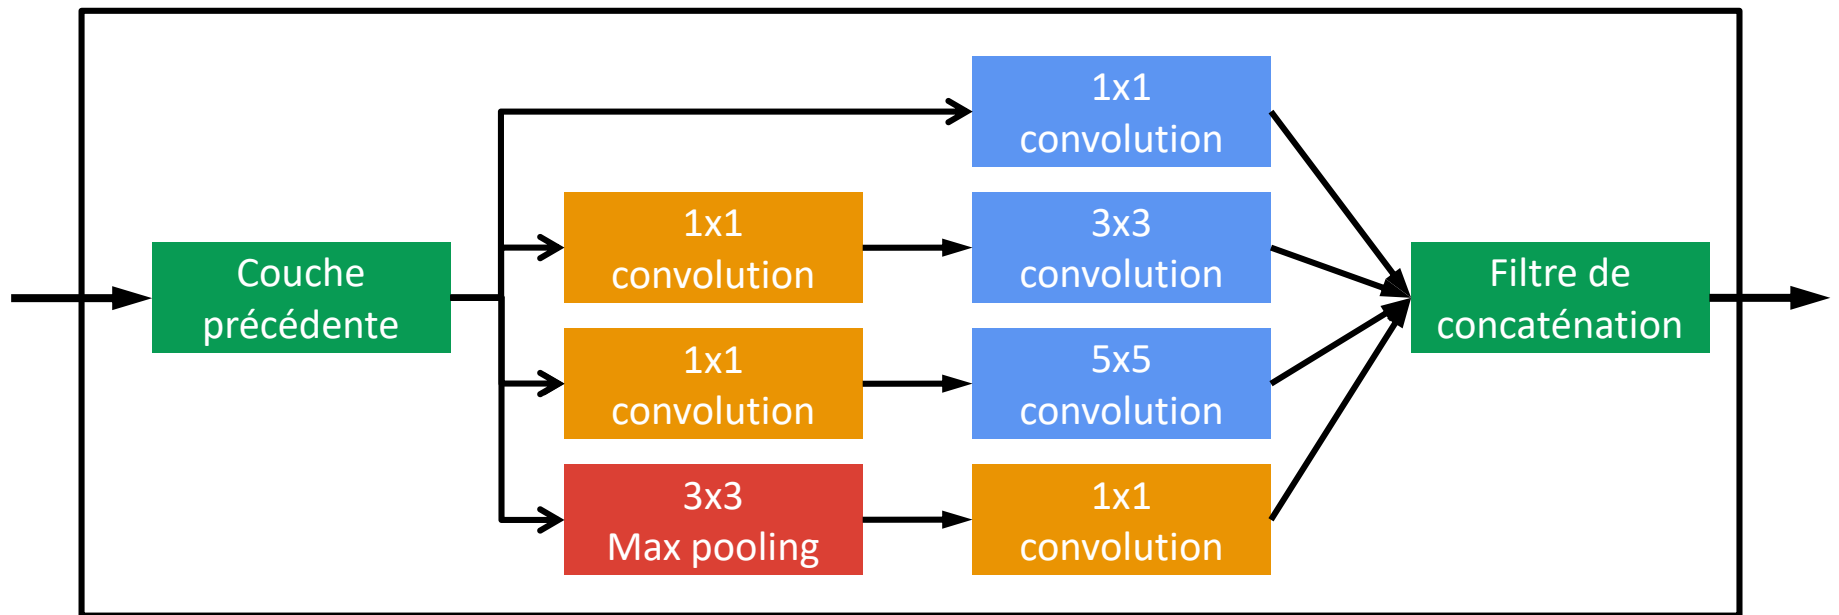 Couche
précédente
1x1
convolution
1x1
convolution
3x3
convolution
1x1
convolution
5x5
convolution
3x3
Max pooling
1x1
convolution
Filtre de
concaténation